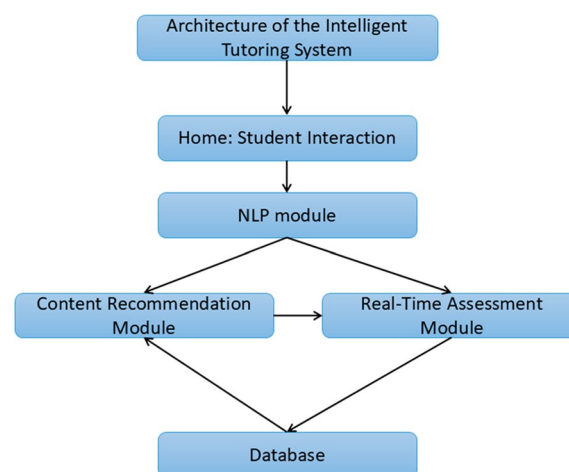 Architecture of the Intelligent
Tutoring System
Home: Student Interaction
NLP module
Content Recommendation
Module
Real-Time Assessment
Module
Database